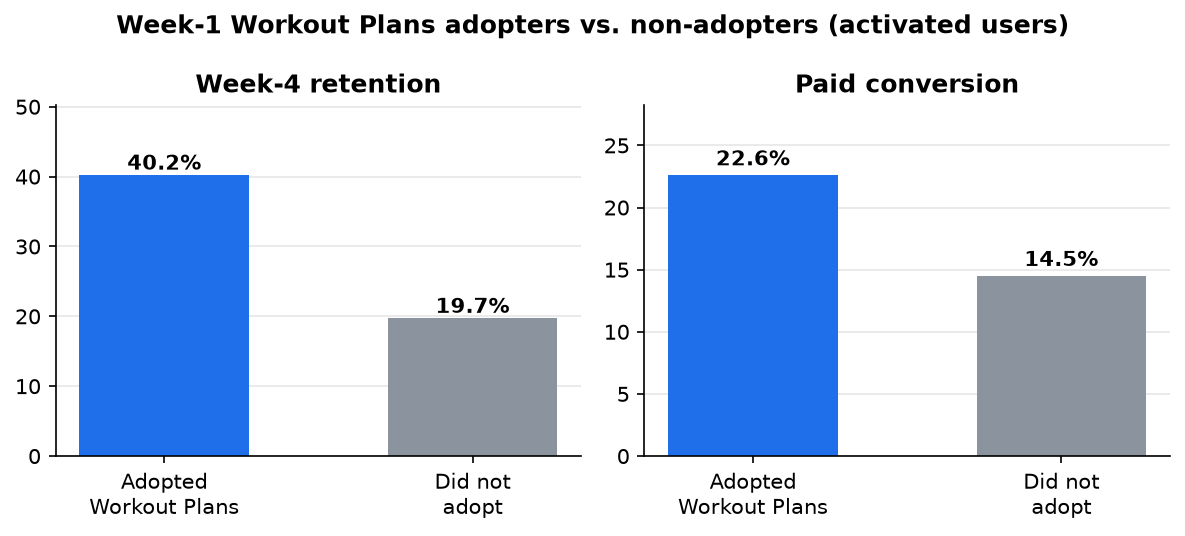 Week-1 Workout Plans adopters vs. non-adopters (activated users)
Week-4 retention
50
40
30
20
10
0
40.2%
19.7%
Adopted
Workout Plans
Did not
adopt
Paid conversion
25
20
15
10
5
0
22.6%
14.5%
Adopted
Workout Plans
Did not
adopt